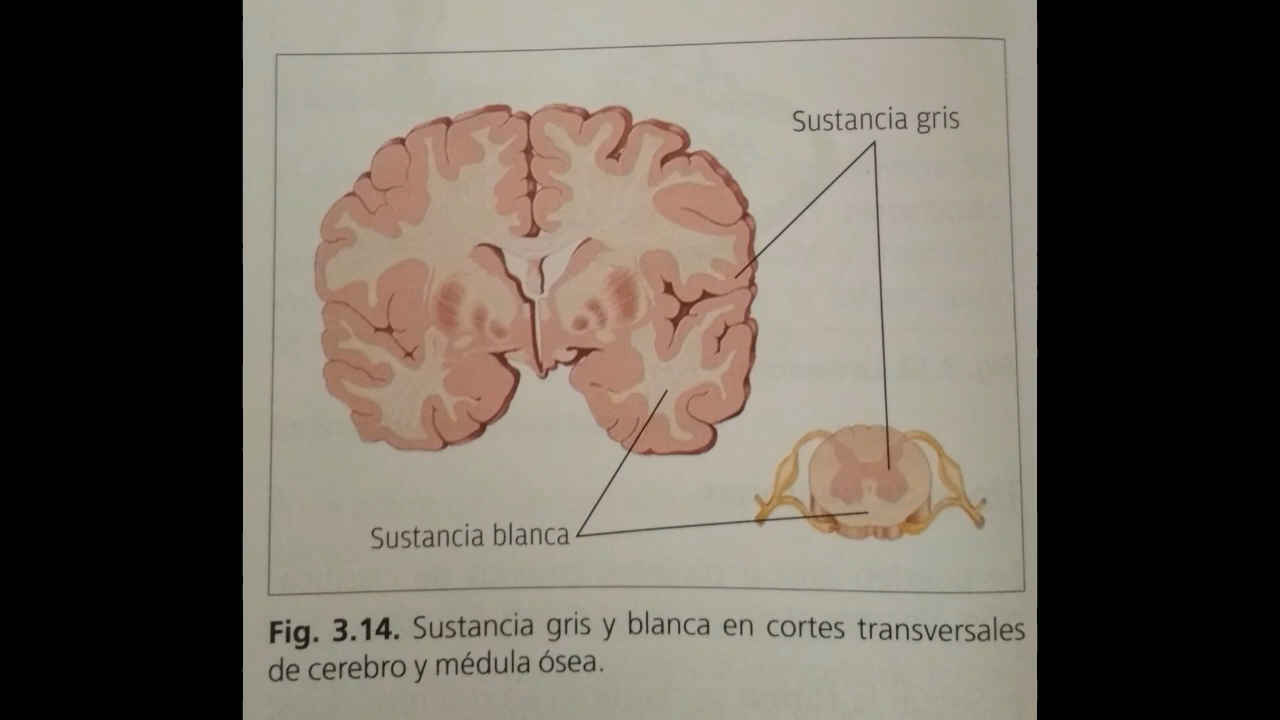 Sustancia gris
Sustancia blanca
Fig. 3.14. Sustancia gris y blanca en cortes transversales
de cerebro y médula ósea.